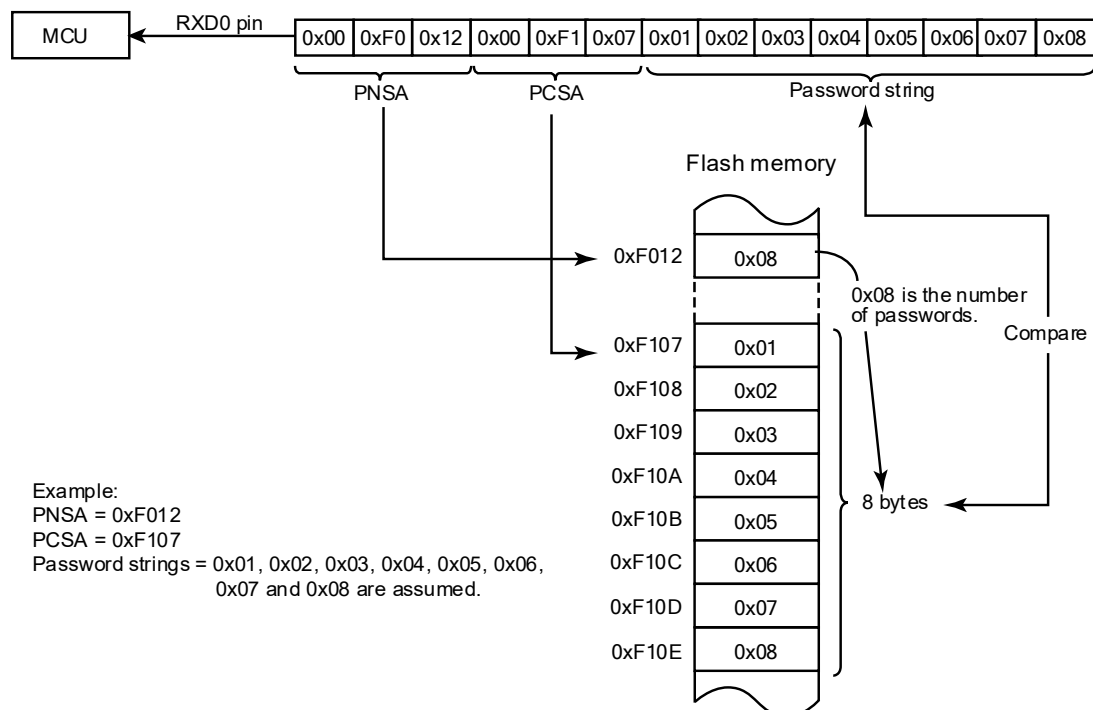 MCU
RXD0 pin
0x00 0xF0 0x12 0x00 0xF1 0x07 0x01 0x02 0x03 0x04 0x05 0x06 0x07 0x08
PNSA
PCSA
Password string
Flash memory
0xF012 0x08
0x08 is the number
of passwords.
Compare
0xF107 0x01
0xF108 0x02
0xF109 0x03
0xF10A 0x04
0xF10B 0x05
0xF10C 0x06
0xF10D 0x07
0xF10E 0x08
8 bytes
Example:
PNSA = 0xF012
PCSA = 0xF107
Password strings = 0x01, 0x02, 0x03, 0x04, 0x05, 0x06,
0x07 and 0x08 are assumed.